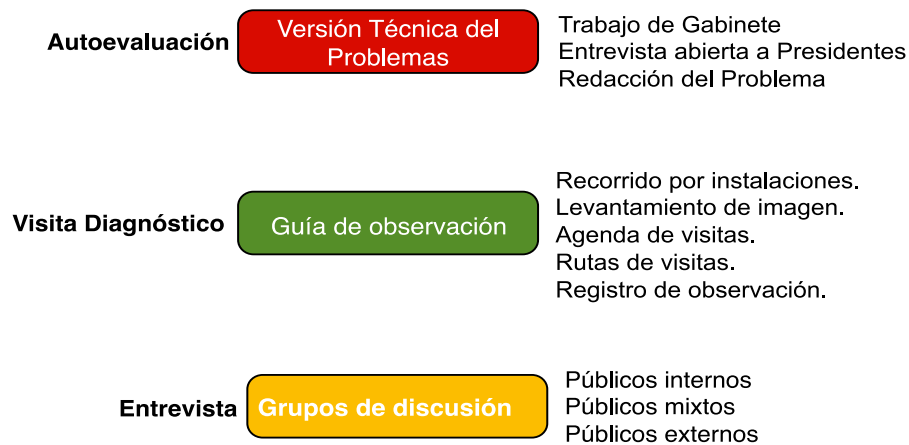 Autoevaluación
Versión Técnica del
Problemas
Trabajo de Gabinete
Entrevista abierta a Presidentes
Redacción del Problema
Visita Diagnóstico
Guía de observación
Recorrido por instalaciones.
Levantamiento de imagen.
Agenda de visitas.
Rutas de visitas.
Registro de observación.
Entrevista
Grupos de discusión
Públicos internos
Públicos mixtos
Públicos externos